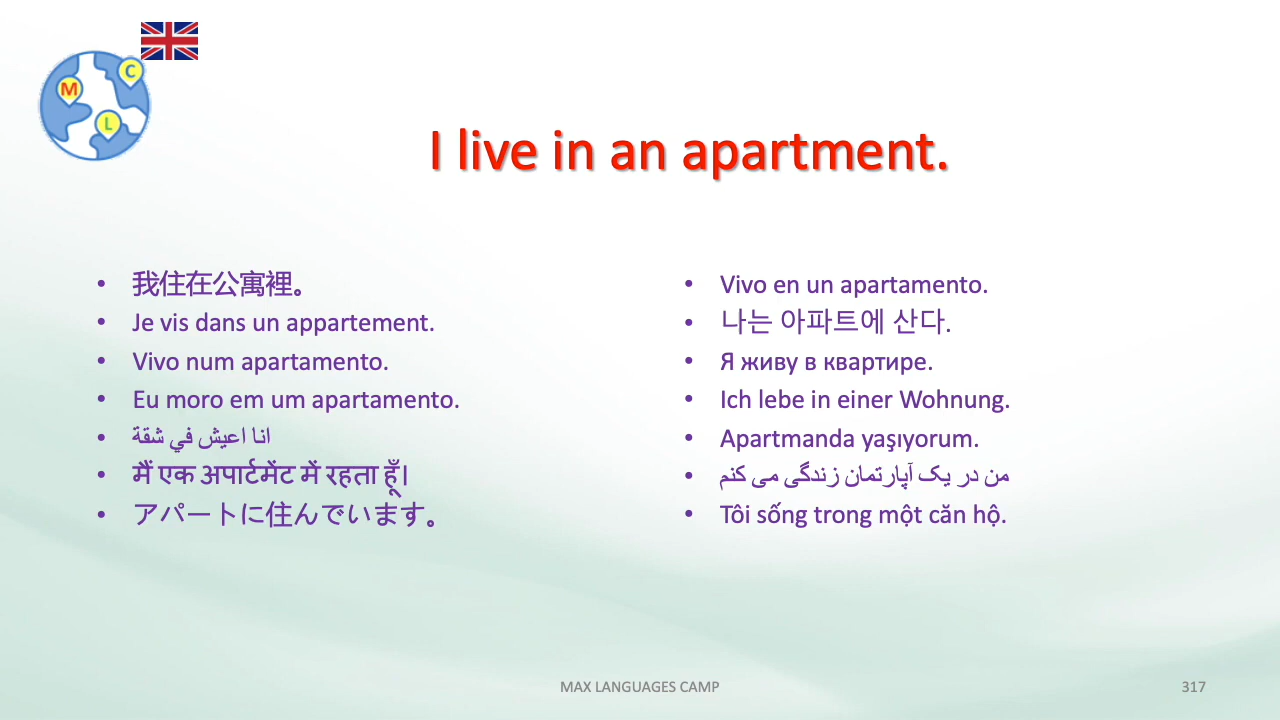 M
C
L
I live in an apartment.
• 我住在公寓裡。
• Je vis dans un appartement.
• Vivo num apartamento.
• Eu moro em um apartamento.
• انا اعيش في شقة
• मैं एक अपार्टमेंट में रहता हूँ।
• アパートに住んでいます。
• Vivo en un apartamento.
• 나는 아파트에 산다.
• Я живу в квартире.
• Ich lebe in einer Wohnung.
• Apartmanda yaşıyorum.
• من در یک آپارتمان زندگی می کنم
• Tôi sống trong một căn hộ.
MAX LANGUAGES CAMP
317